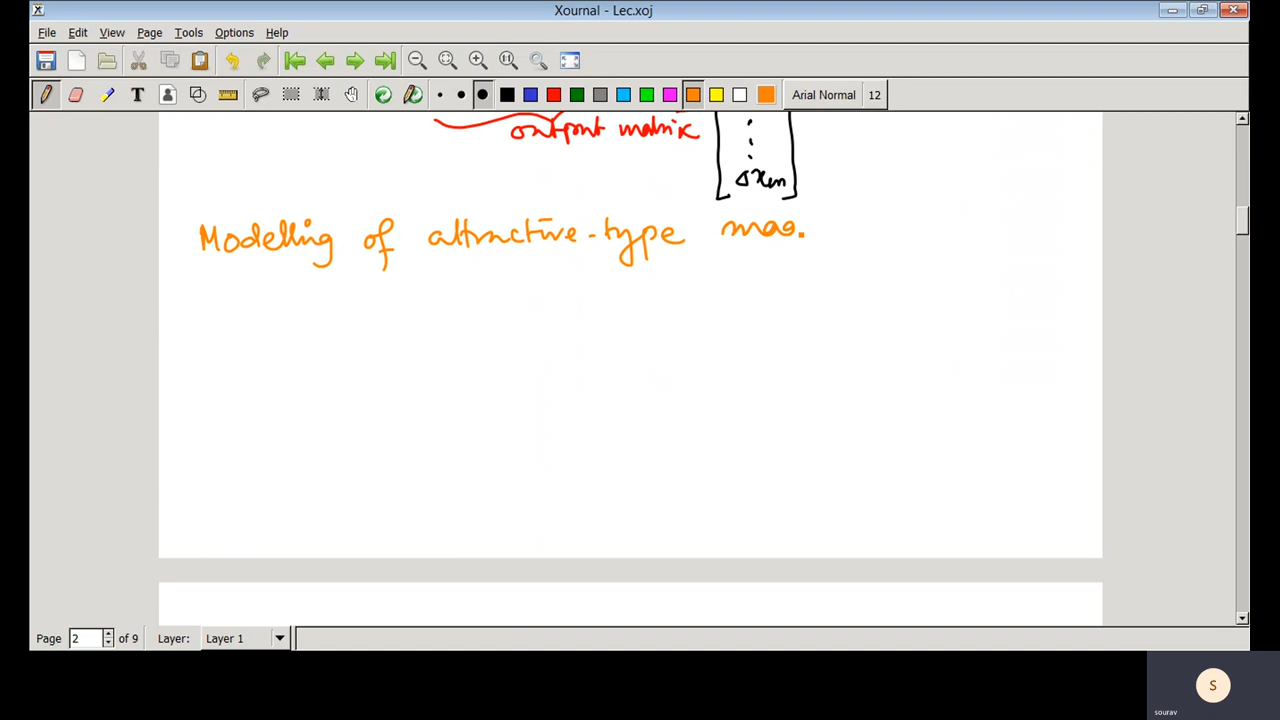 Xournal - Lec.xoj
File Edit View Page Tools Options Help
Arial Normal 12
output matrix
Δxm
Modelling of attractive-type
Page 2 of 9 Layer: Layer 1
S
sourav